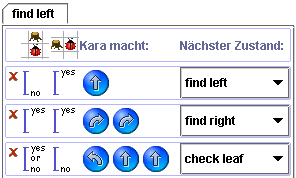 find left
Kara macht: Nächster Zustand:
no yes find left
yes yes find right
yes or no no check leaf